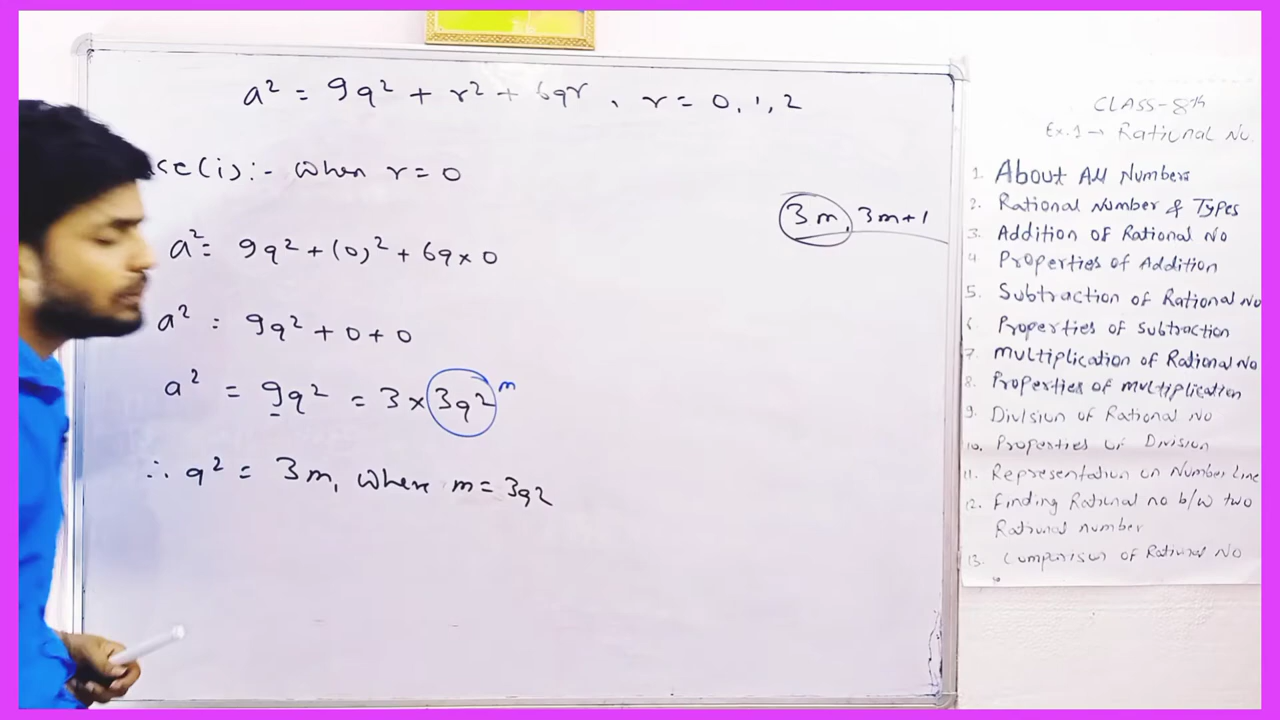 a² = 9q² + r² + 6qr , r = 0, 1, 2
se(i):- when r = 0
a² = 9q² + (0)² + 6q × 0
a² = 9q² + 0 + 0
a² = 9q² = 3 × 3q² m
∴ q² = 3m, where m = 3q2
3m, 3m+1
CLASS-8th
Ex.1 → Rational No.
1. About All Numbers
2. Rational Number & Types
3. Addition of Rational No
4. Properties of Addition
5. Subtraction of Rational No
6. Properties of Subtraction
7. Multiplication of Rational No
8. Properties of multiplication
9. Division of Rational No
10. Properties of Division
11. Representation on Number Line
12. Finding Rational no b/w two
Rational number
13. Comparison of Rational No